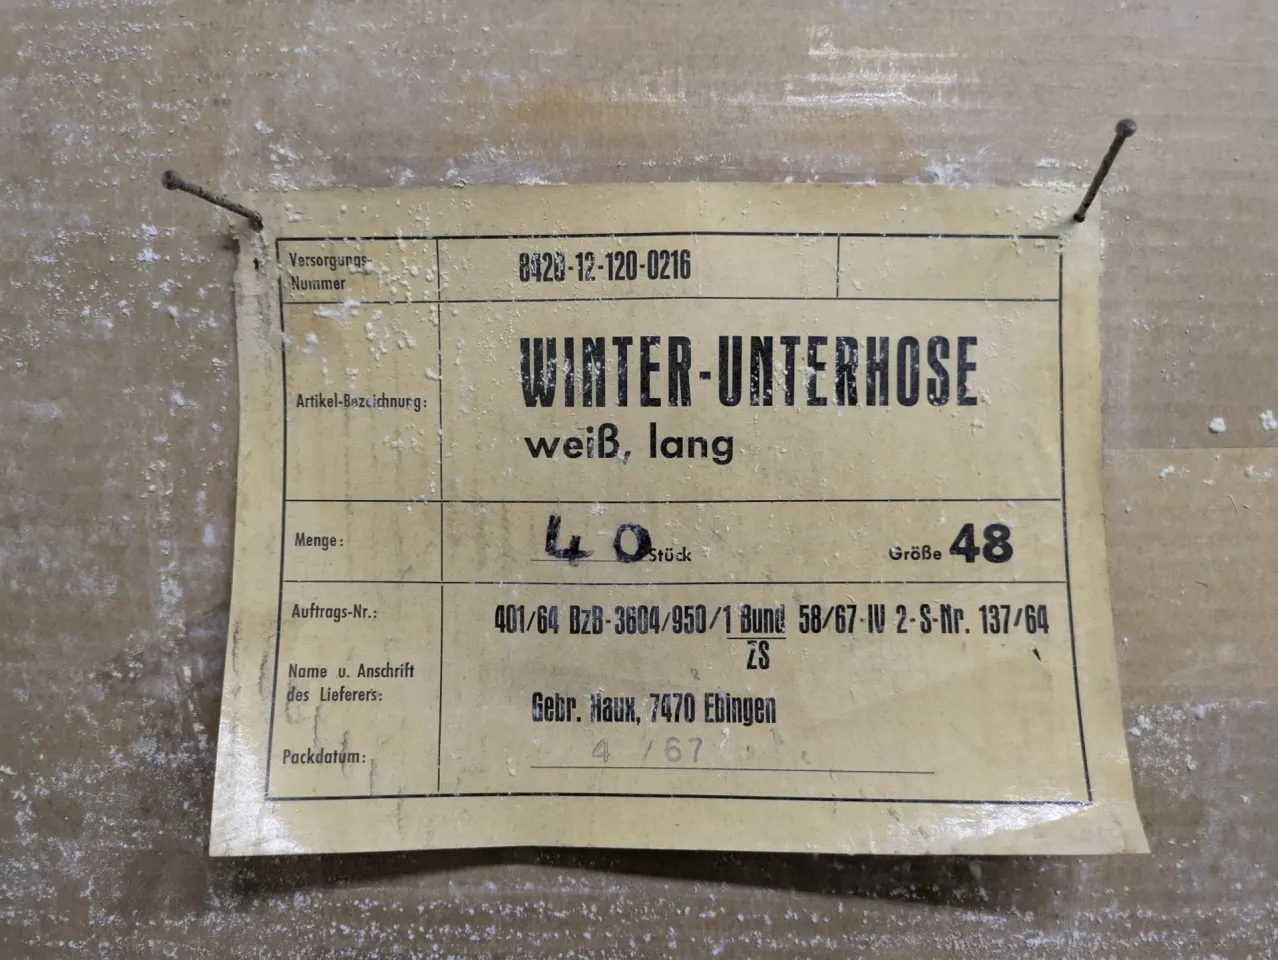 Versorgungs-
Nummer
8420-12-120-0216
Artikel-Bezeichnung:
WINTER-UNTERHOSE
weiß, lang
Menge:
40 Stück
Größe 48
Auftrags-Nr.:
401/64 BzB-3604/950/1 Bund 58/67-IV 2-S-Nr. 137/64
ZS
Name u. Anschrift
des Lieferers:
Gebr. Haux, 7470 Ebingen
Packdatum:
4 /67